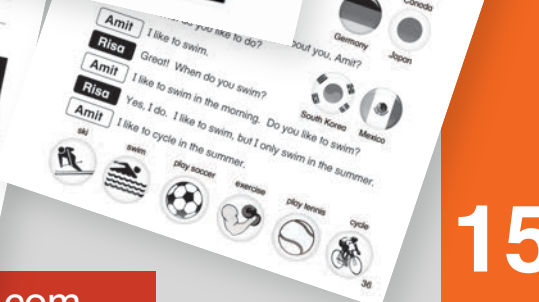 Canada
Germany
Japan
do you like to do?
bout you, Amit?
Amit I like to swim.
Risa Great! When do you swim?
Amit I like to swim in the morning. Do you like to swim?
Risa Yes, I do. I like to swim, but I only swim in the summer.
Amit I like to cycle in the summer.
South Korea
Mexico
ski
swim
play soccer
exercise
play tennis
cycle
36
15
.com